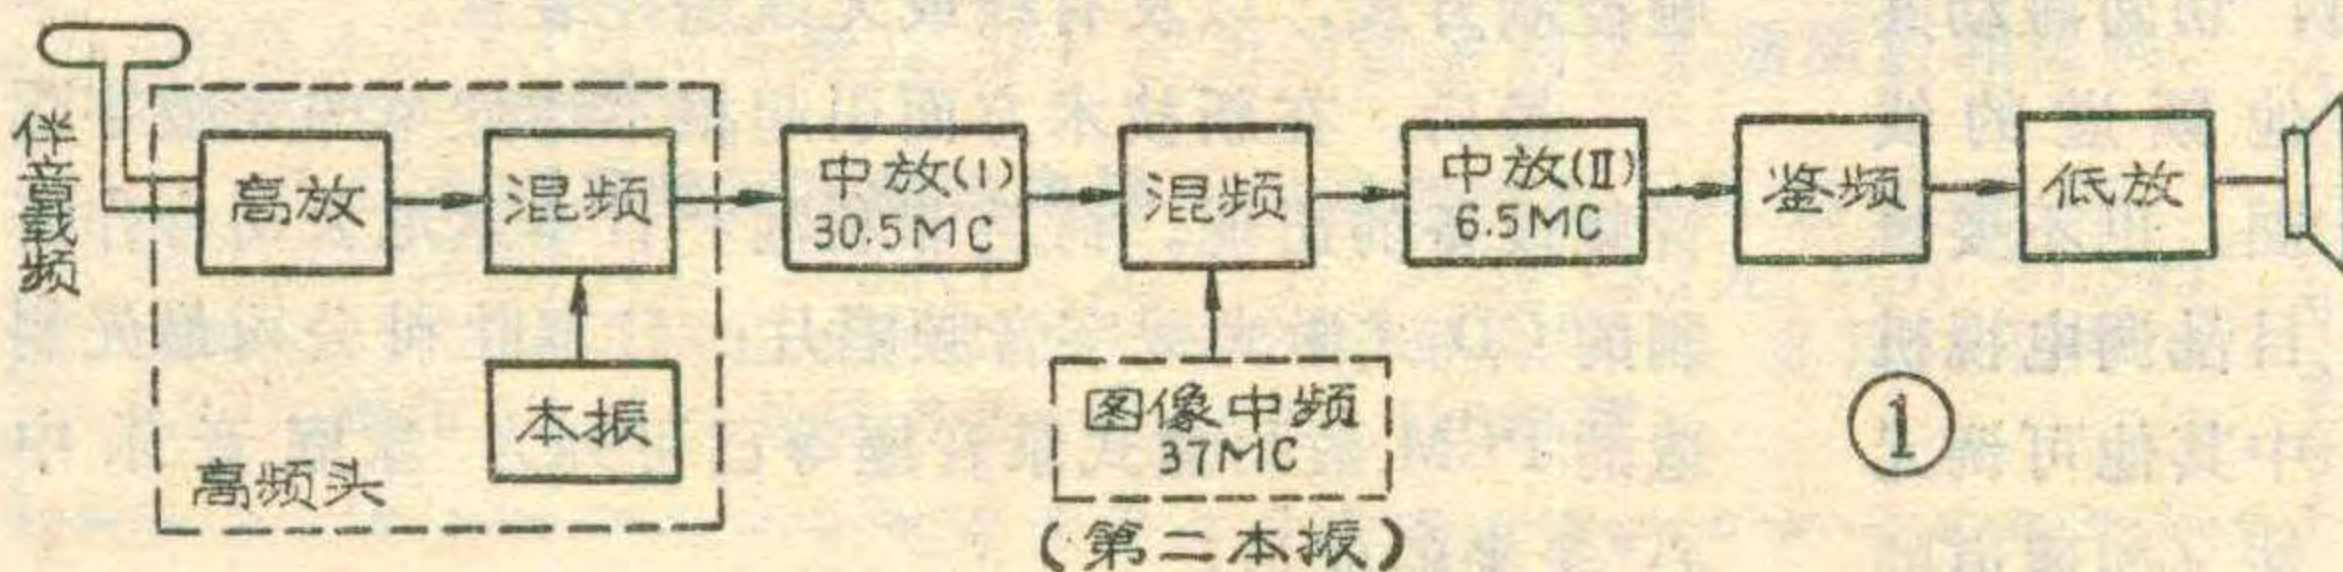 伴音载频
高放
混频
本振
高频头
中放(I)
30.5MC
混频
图像中频
37MC
(第二本振)
中放(II)
6.5MC
鉴频
低放
①